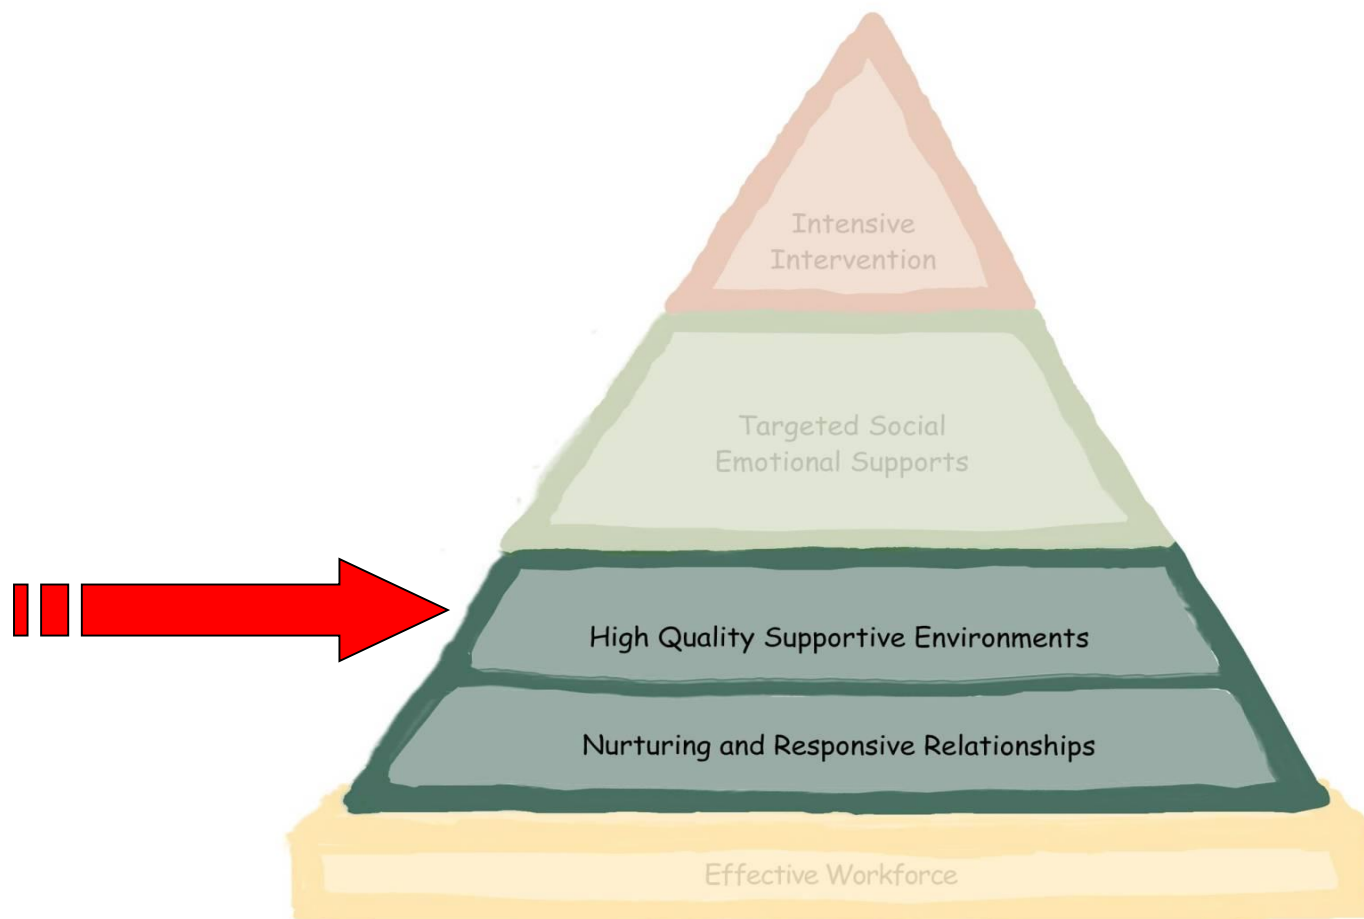 Intensive
Intervention
Targeted Social
Emotional Supports
High Quality Supportive Environments
Nurturing and Responsive Relationships
Effective Workforce